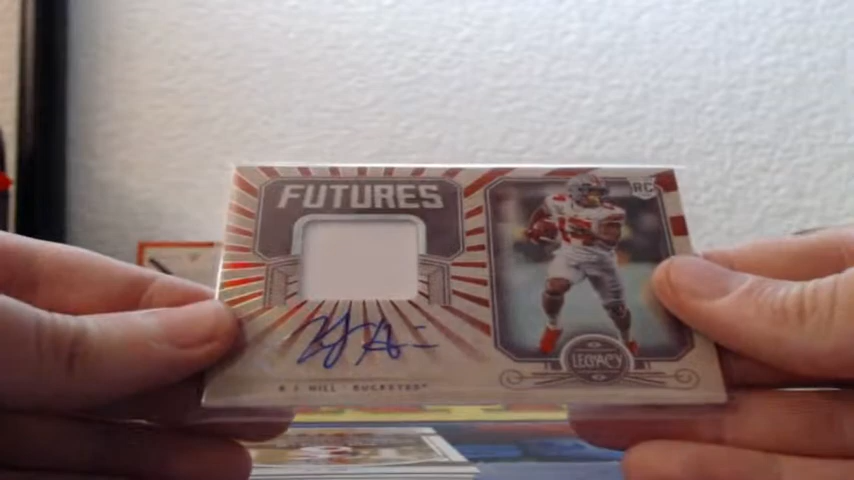 FUTURES
RC
LEGACY
K J HILL • BUCKEYES®